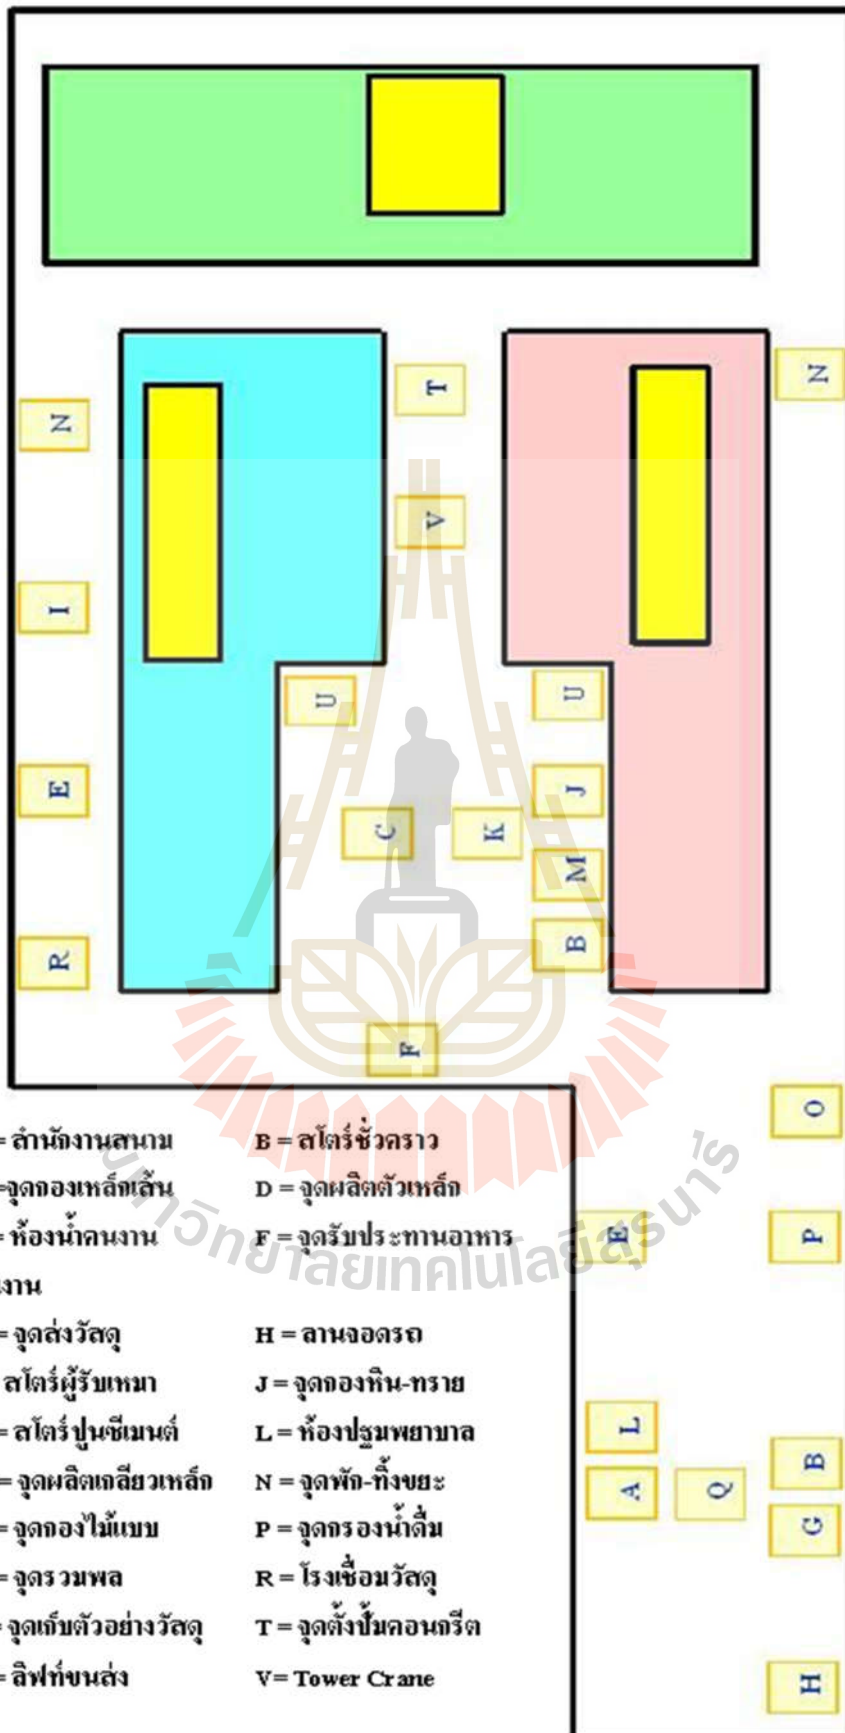 N
T
N
V
I
U
U
E
J
C
K
M
R
B
F
O
E
P
L
B
A
Q
G
H
= สำนักงานสนาม B = สโตร์ชั่วคราว
จุดกองเหล็กเส้น D = จุดผลิตตัวเหล็ก
= ห้องน้ำคนงาน F = จุดรับประทานอาหาร
งาน
= จุดส่งวัสดุ H = ลานจอดรถ
สโตร์ผู้รับเหมา J = จุดกองหิน-ทราย
= สโตร์ปูนซีเมนต์ L = ห้องปฐมพยาบาล
= จุดผลิตเกลียวเหล็ก N = จุดพัก-ทิ้งขยะ
= จุดกองไม้แบบ P = จุดกรองน้ำดื่ม
= จุดรวมพล R = โรงเชื่อมวัสดุ
= จุดเก็บตัวอย่างวัสดุ T = จุดตั้งปั้มคอนกรีต
= ลิฟท์ขนส่ง V= Tower Crane
มหาวิทยาลัยเทคโนโลยีสุรนารี